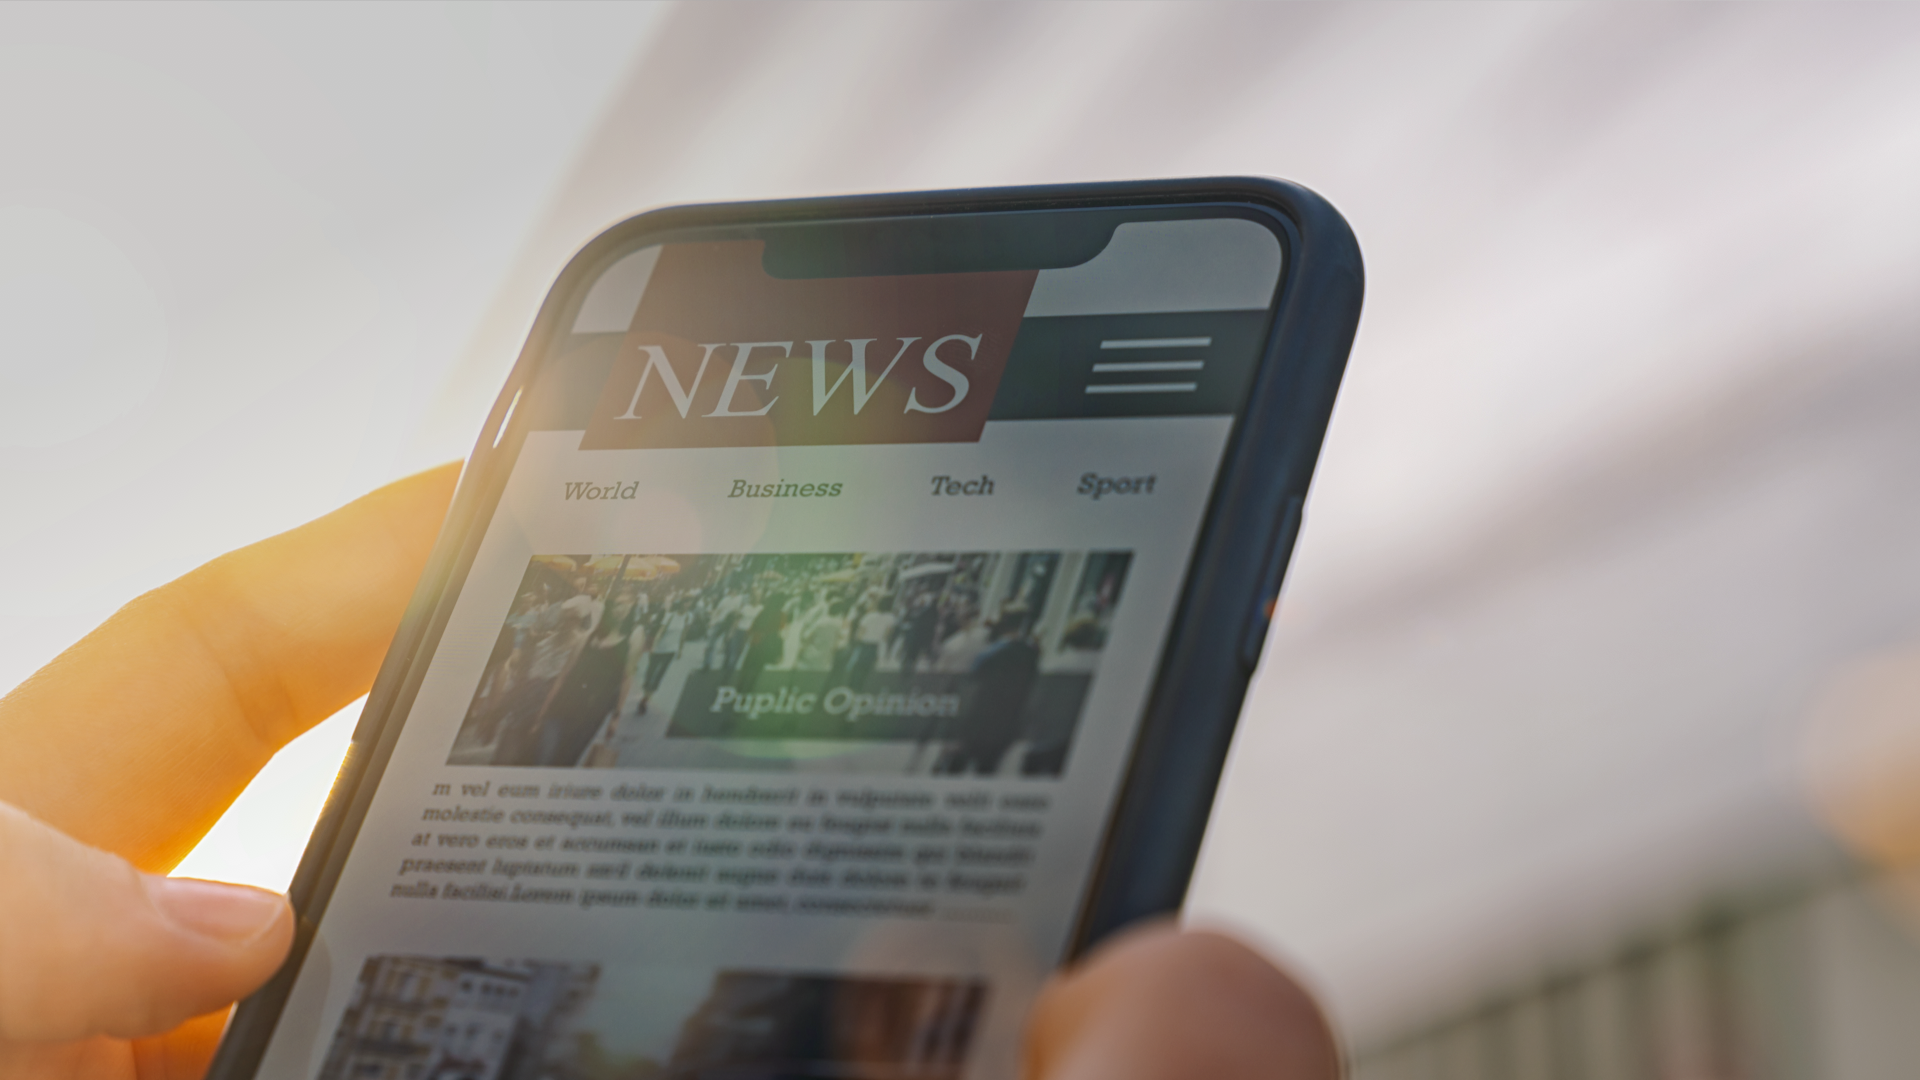 NEWS
World Business Tech Sport
Puplic Opinion
m vel eum iriure dolor in hendrerit in vulputate velit
molestie consequat, vel illum dolore eu feugiat nulla facilisis
at vero eros et accumsan et iusto odio dignissim qui blandit
praesent luptatum zzril delenit augue duis dolore te feugait
nulla facilisi.Lorem ipsum dolor sit amet, consectetuer